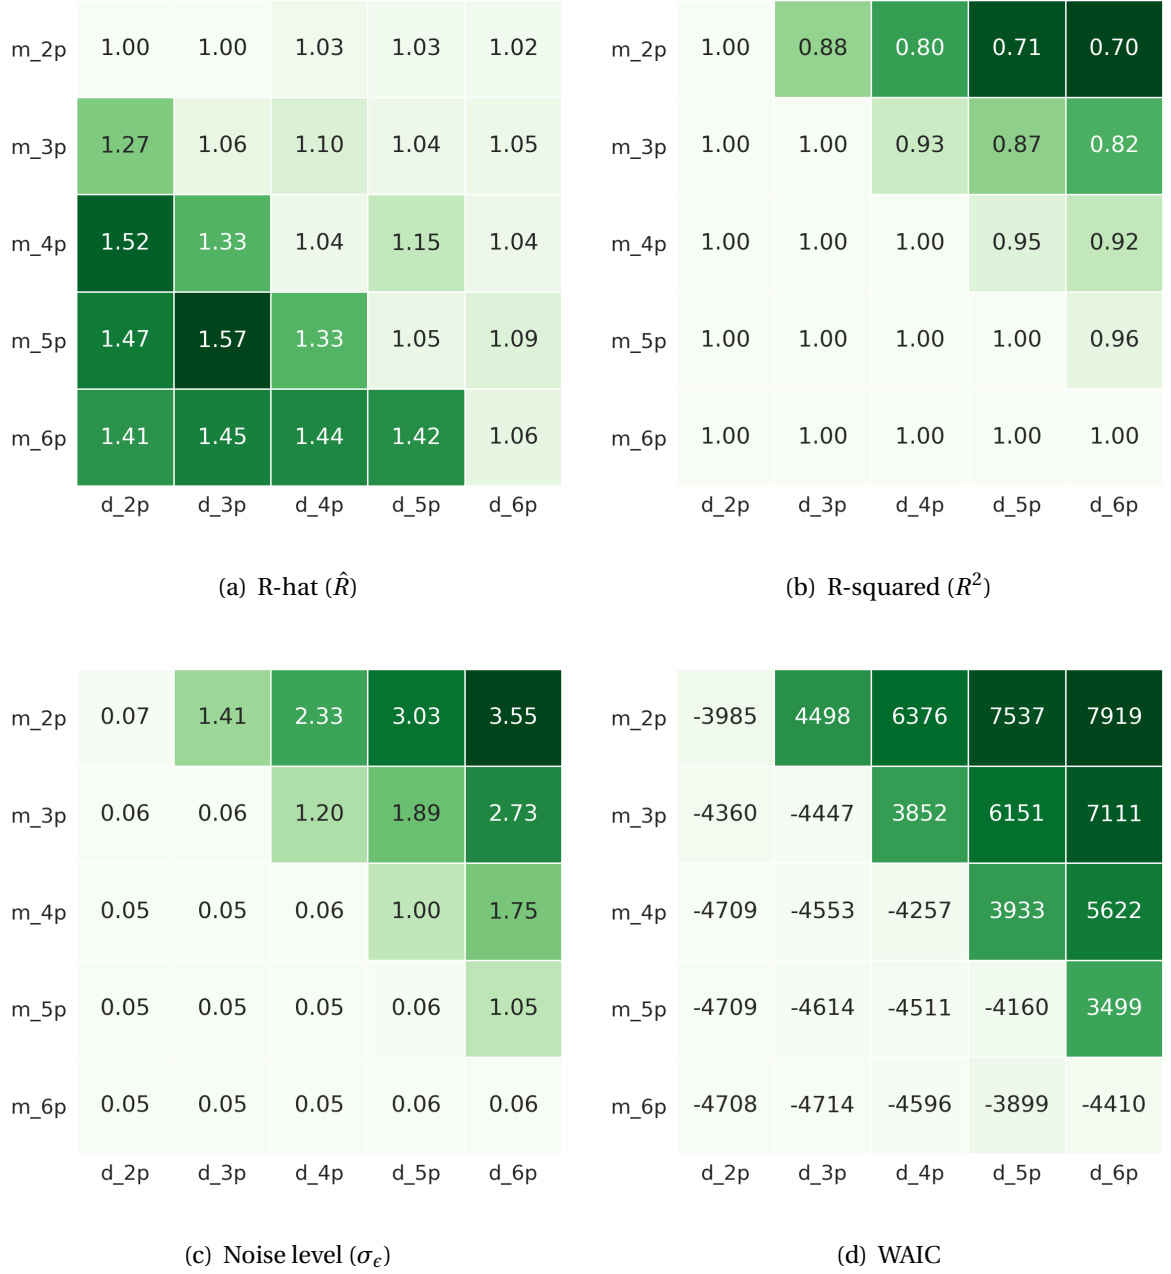 m_2p 1.00 1.00 1.03 1.03 1.02
m_3p 1.27 1.06 1.10 1.04 1.05
m_4p 1.52 1.33 1.04 1.15 1.04
m_5p 1.47 1.57 1.33 1.05 1.09
m_6p 1.41 1.45 1.44 1.42 1.06
d_2p d_3p d_4p d_5p d_6p
(a) R-hat (R̂)
m_2p 1.00 0.88 0.80 0.71 0.70
m_3p 1.00 1.00 0.93 0.87 0.82
m_4p 1.00 1.00 1.00 0.95 0.92
m_5p 1.00 1.00 1.00 1.00 0.96
m_6p 1.00 1.00 1.00 1.00 1.00
d_2p d_3p d_4p d_5p d_6p
(b) R-squared (R²)
m_2p 0.07 1.41 2.33 3.03 3.55
m_3p 0.06 0.06 1.20 1.89 2.73
m_4p 0.05 0.05 0.06 1.00 1.75
m_5p 0.05 0.05 0.05 0.06 1.05
m_6p 0.05 0.05 0.05 0.06 0.06
d_2p d_3p d_4p d_5p d_6p
(c) Noise level (σ_ϵ)
m_2p -3985 4498 6376 7537 7919
m_3p -4360 -4447 3852 6151 7111
m_4p -4709 -4553 -4257 3933 5622
m_5p -4709 -4614 -4511 -4160 3499
m_6p -4708 -4714 -4596 -3899 -4410
d_2p d_3p d_4p d_5p d_6p
(d) WAIC